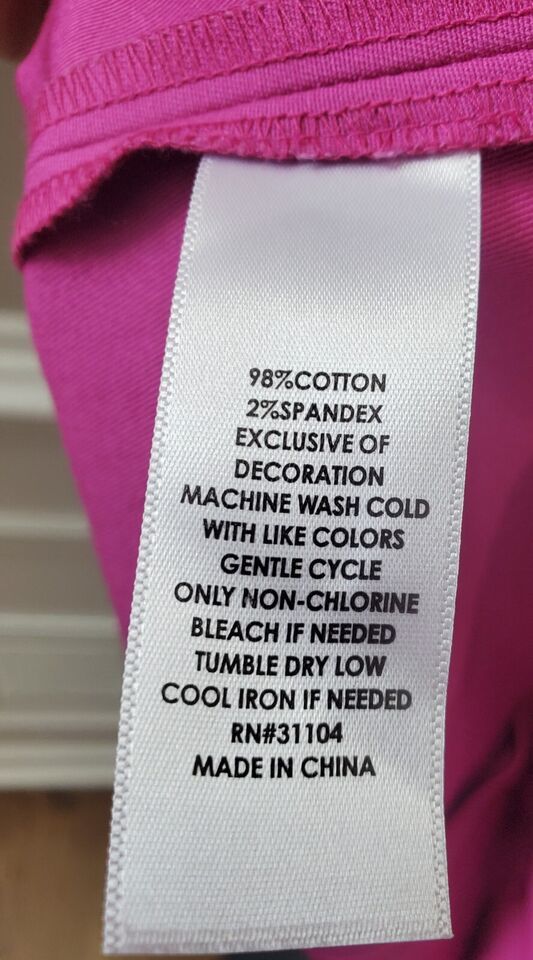 98%COTTON
2%SPANDEX
EXCLUSIVE OF
DECORATION
MACHINE WASH COLD
WITH LIKE COLORS
GENTLE CYCLE
ONLY NON-CHLORINE
BLEACH IF NEEDED
TUMBLE DRY LOW
COOL IRON IF NEEDED
RN#31104
MADE IN CHINA